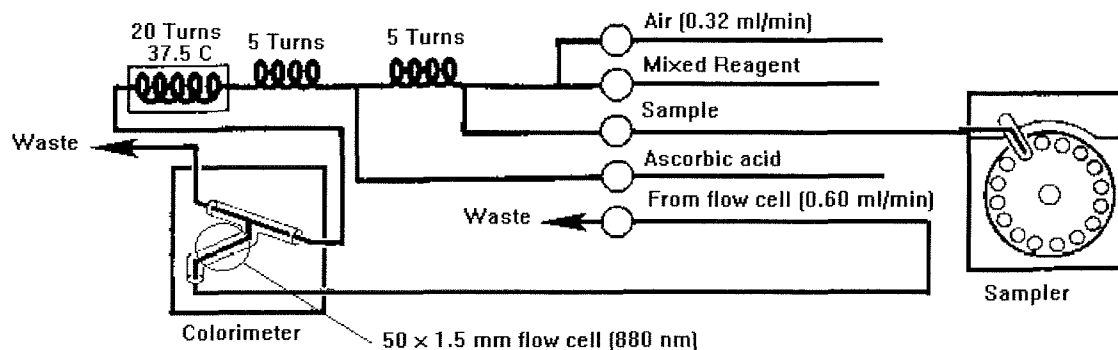 20 Turns
37.5 C
5 Turns
5 Turns
Air (0.32 ml/min)
Mixed Reagent
Sample
Ascorbic acid
From flow cell (0.60 ml/min)
Waste
Waste
Colorimeter
50 × 1.5 mm flow cell (880 nm)
Sampler